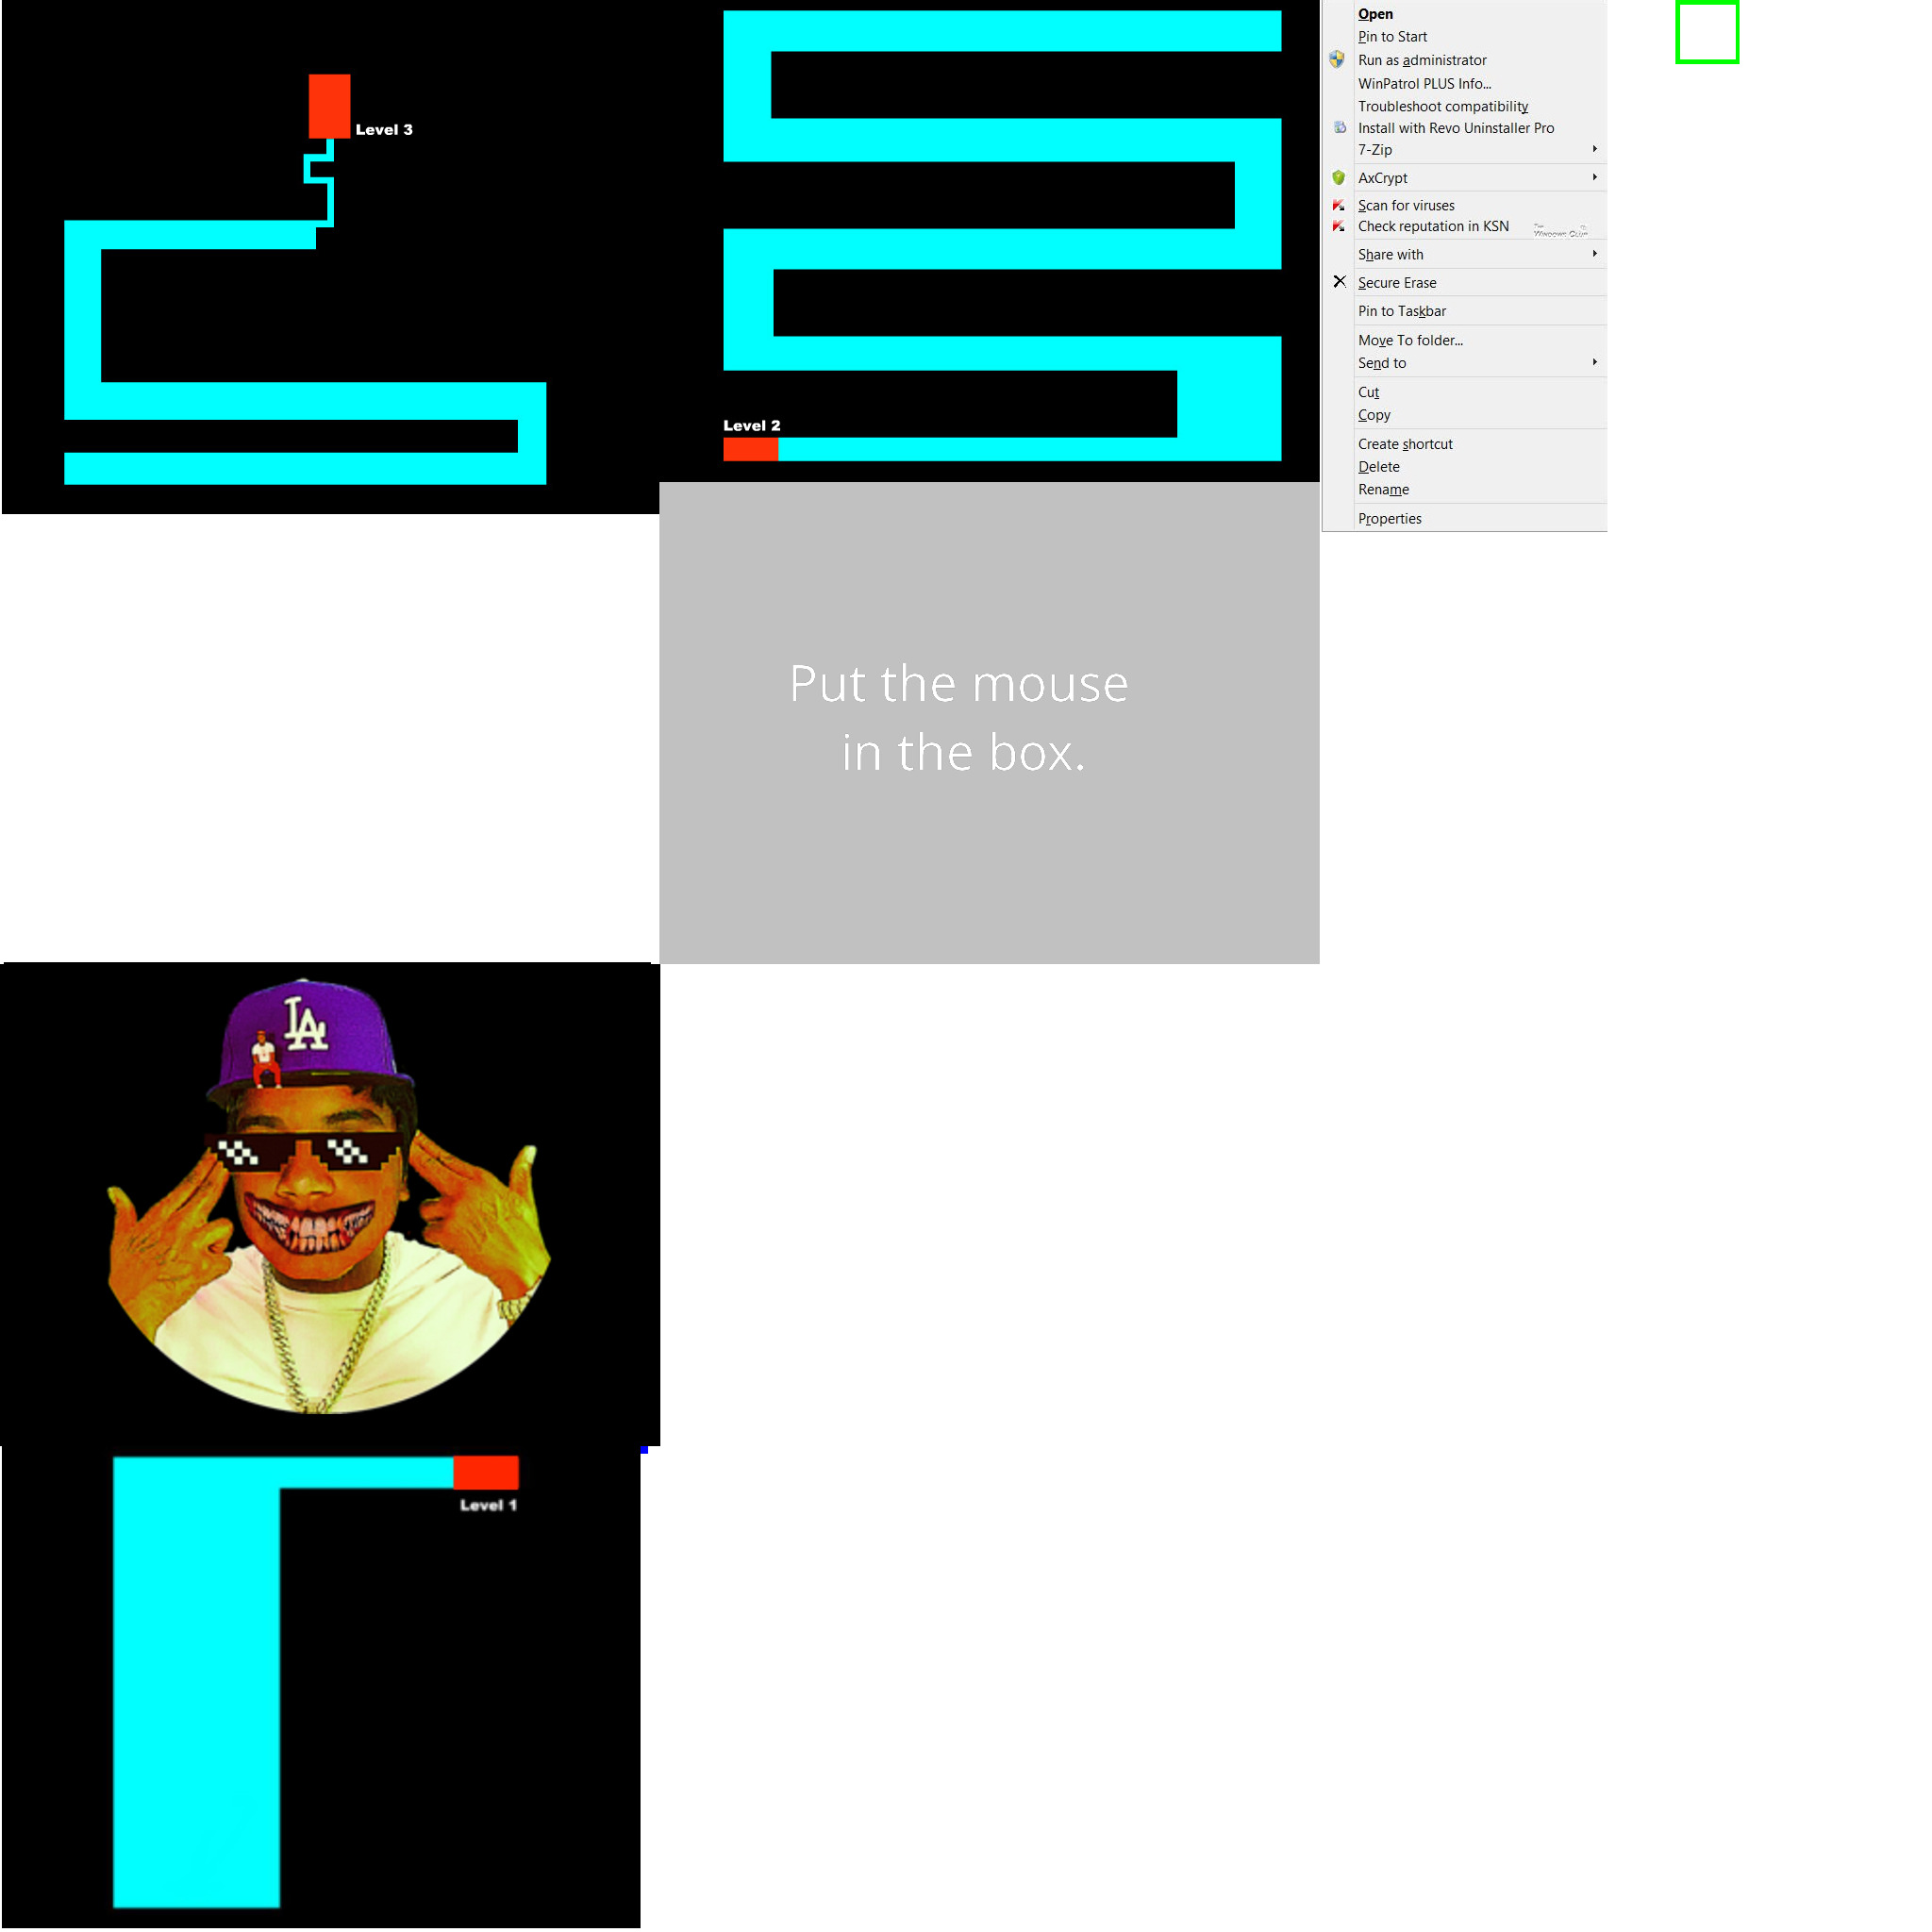 Level 3
Level 2
Open
Pin to Start
Run as administrator
WinPatrol PLUS Info...
Troubleshoot compatibility
Install with Revo Uninstaller Pro
7-Zip
AxCrypt
Scan for viruses
Check reputation in KSN
The
Windows Club
Share with
Secure Erase
Pin to Taskbar
Move To folder...
Send to
Cut
Copy
Create shortcut
Delete
Rename
Properties
Put the mouse
in the box.
LA
Level 1